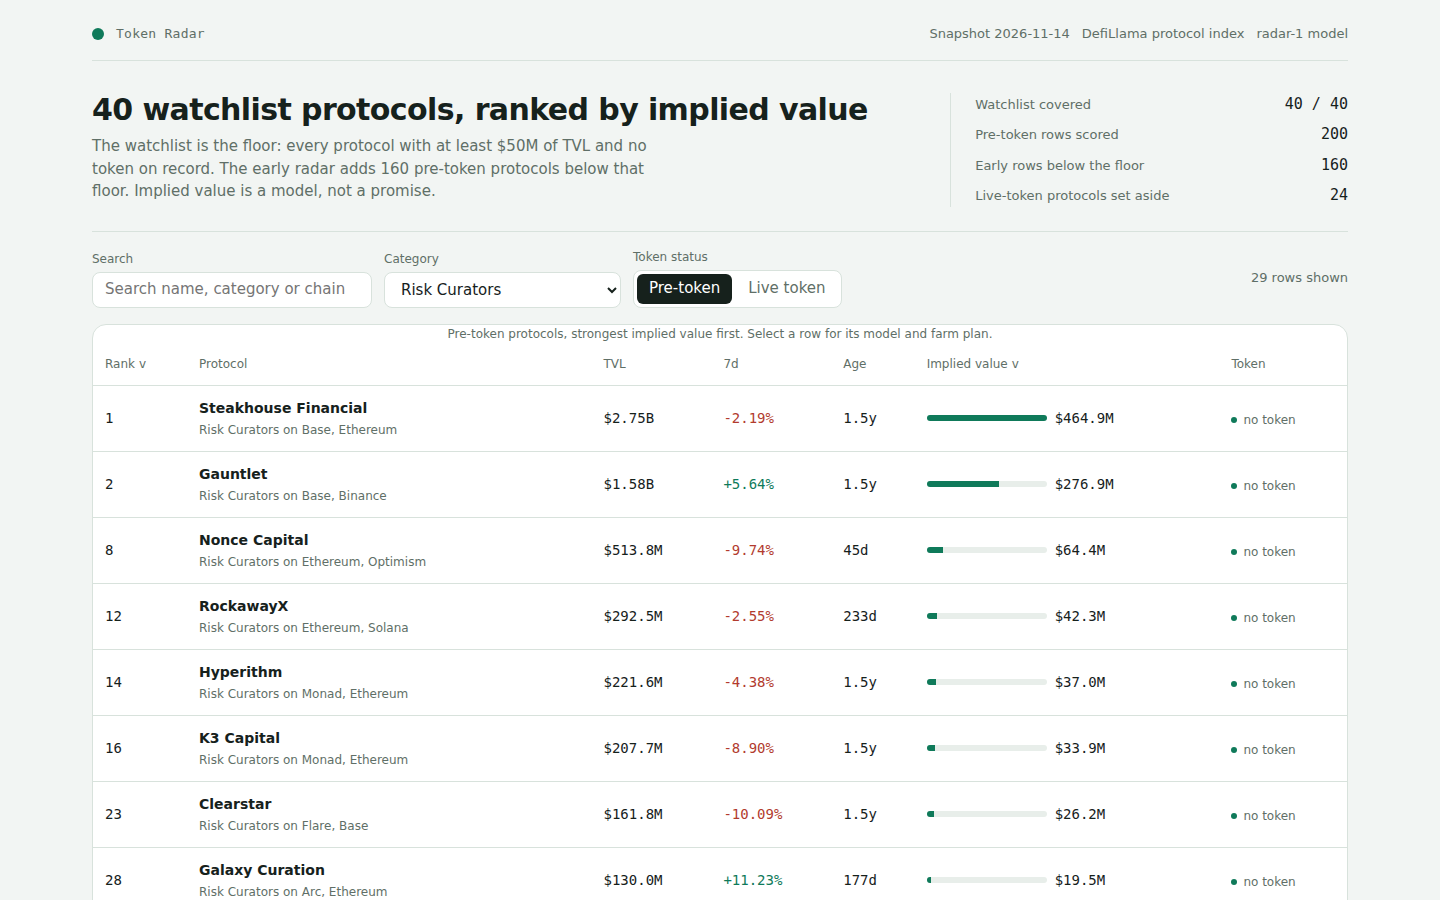 Token Radar
Snapshot 2026-11-14 DefiLlama protocol index radar-1 model
40 watchlist protocols, ranked by implied value
The watchlist is the floor: every protocol with at least $50M of TVL and no
token on record. The early radar adds 160 pre-token protocols below that
floor. Implied value is a model, not a promise.
Watchlist covered 40 / 40
Pre-token rows scored 200
Early rows below the floor 160
Live-token protocols set aside 24
Search
Category
Token status
Search name, category or chain
Risk Curators
Pre-token
Live token
29 rows shown
Pre-token protocols, strongest implied value first. Select a row for its model and farm plan.
Rank v Protocol TVL 7d Age Implied value v Token
1 Steakhouse Financial $2.75B -2.19% 1.5y $464.9M no token
Risk Curators on Base, Ethereum
2 Gauntlet $1.58B +5.64% 1.5y $276.9M no token
Risk Curators on Base, Binance
8 Nonce Capital $513.8M -9.74% 45d $64.4M no token
Risk Curators on Ethereum, Optimism
12 RockawayX $292.5M -2.55% 233d $42.3M no token
Risk Curators on Ethereum, Solana
14 Hyperithm $221.6M -4.38% 1.5y $37.0M no token
Risk Curators on Monad, Ethereum
16 K3 Capital $207.7M -8.90% 1.5y $33.9M no token
Risk Curators on Monad, Ethereum
23 Clearstar $161.8M -10.09% 1.5y $26.2M no token
Risk Curators on Flare, Base
28 Galaxy Curation $130.0M +11.23% 177d $19.5M no token
Risk Curators on Arc, Ethereum